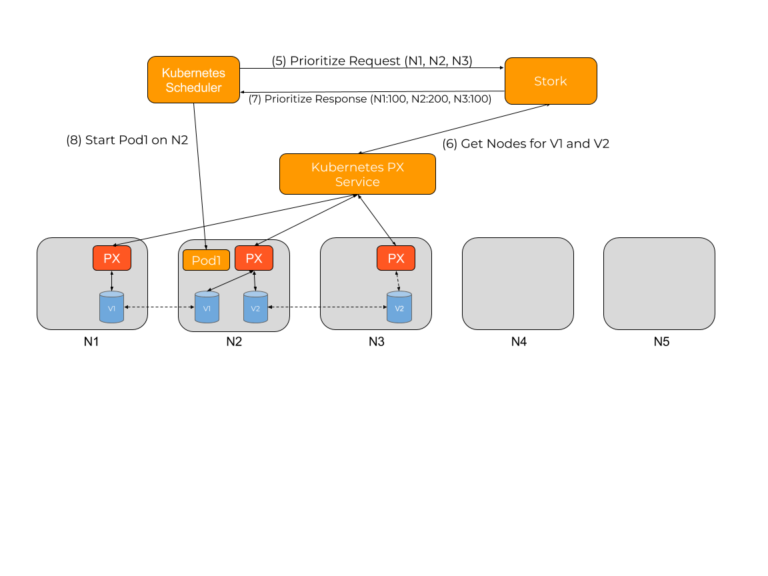 (5) Prioritize Request (N1, N2, N3)
Kubernetes
Scheduler
Stork
(7) Prioritize Response (N1:100, N2:200, N3:100)
(8) Start Pod1 on N2
(6) Get Nodes for V1 and V2
Kubernetes PX
Service
PX
Pod1
PX
PX
V1
V1
V2
V2
N1
N2
N3
N4
N5